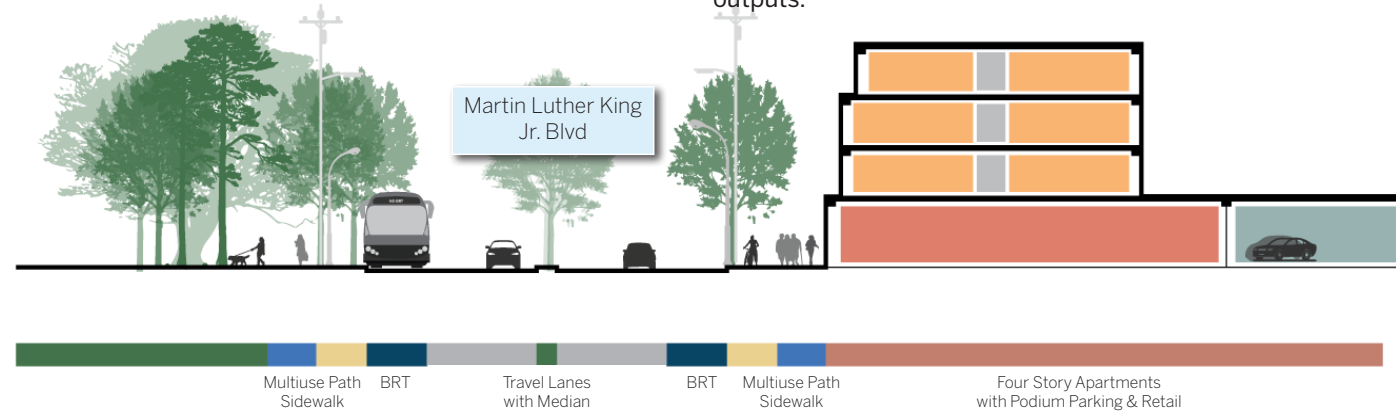 outputs.
Martin Luther King
Jr. Blvd
Multiuse Path
Sidewalk
BRT
Travel Lanes
with Median
BRT
Multiuse Path
Sidewalk
Four Story Apartments
with Podium Parking & Retail